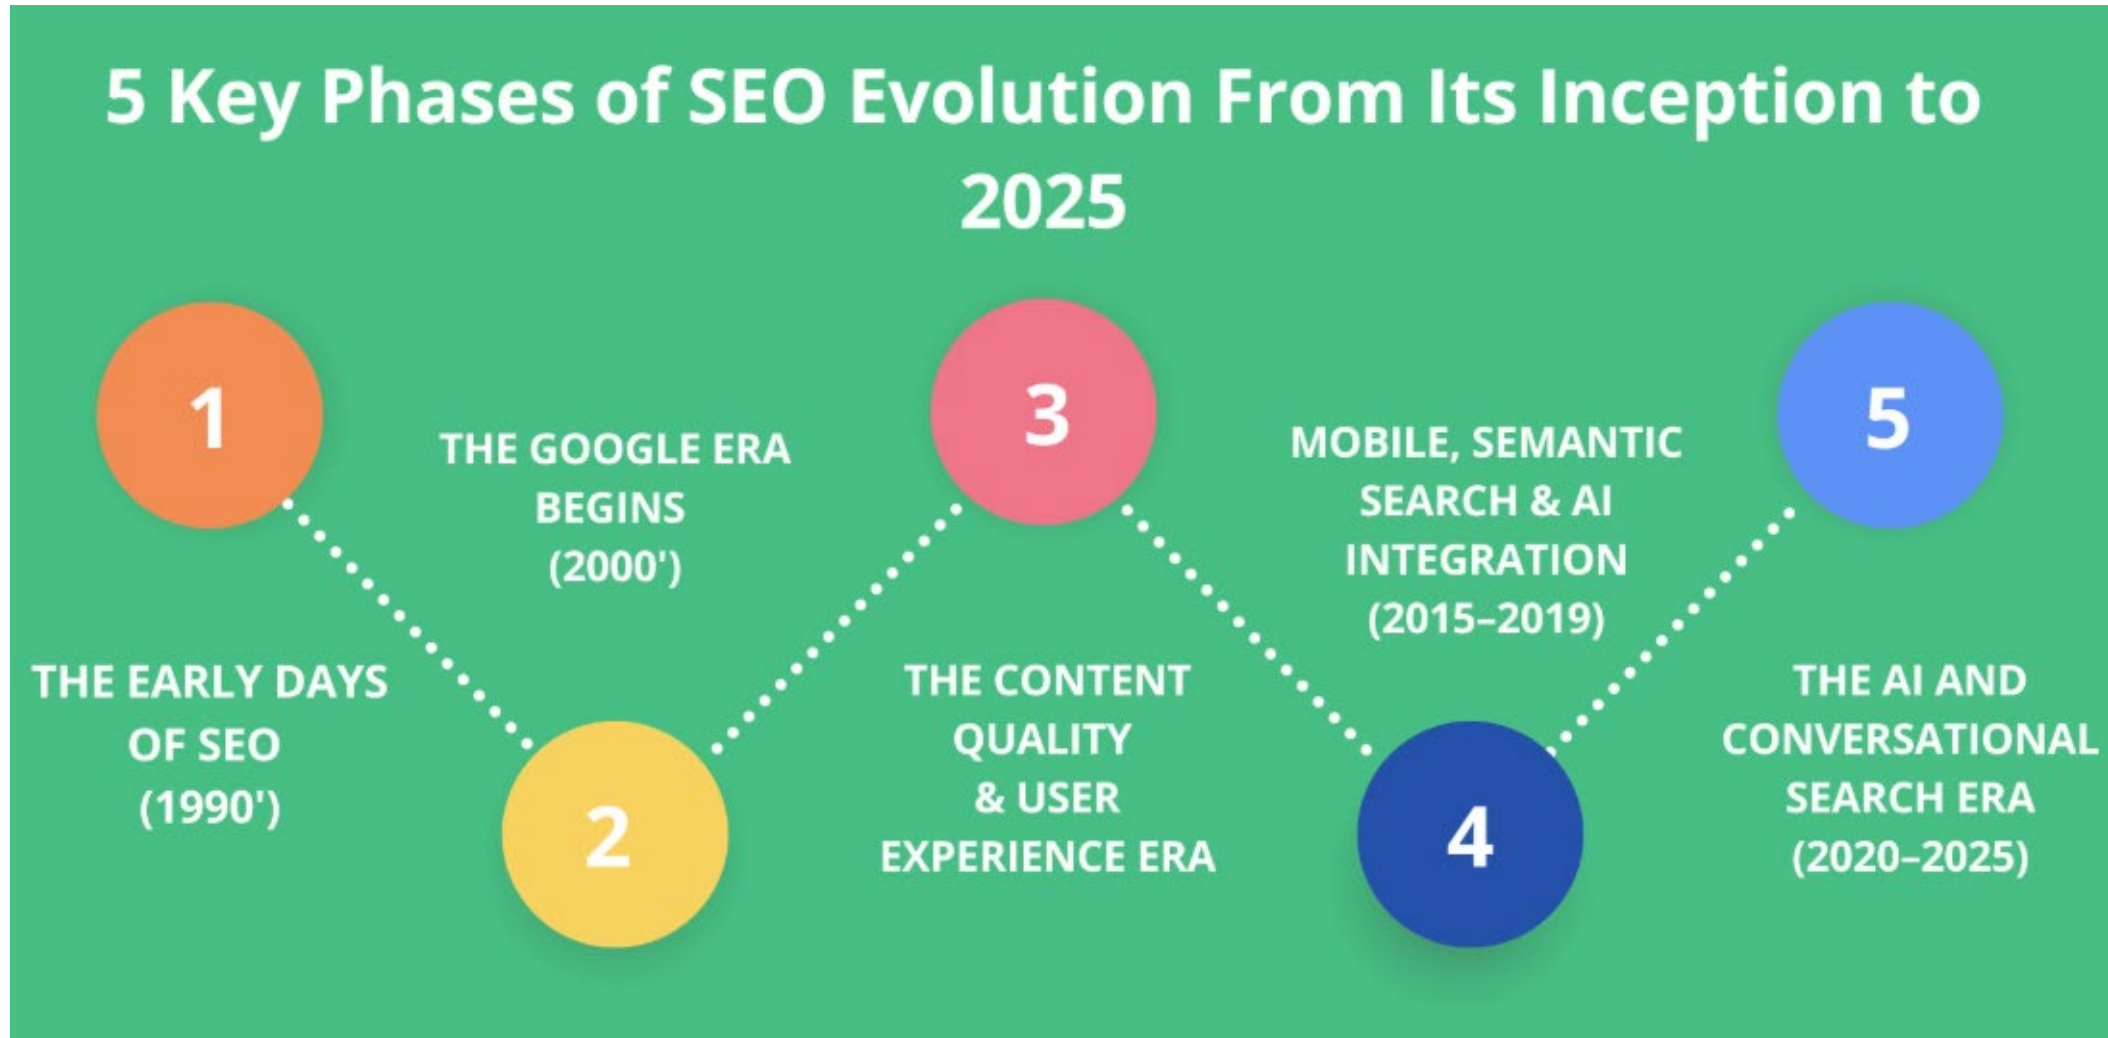 5 Key Phases of SEO Evolution From Its Inception to
2025
1
THE EARLY DAYS
OF SEO
(1990')
2
THE GOOGLE ERA
BEGINS
(2000')
3
THE CONTENT
QUALITY
& USER
EXPERIENCE ERA
4
MOBILE, SEMANTIC
SEARCH & AI
INTEGRATION
(2015–2019)
5
THE AI AND
CONVERSATIONAL
SEARCH ERA
(2020–2025)